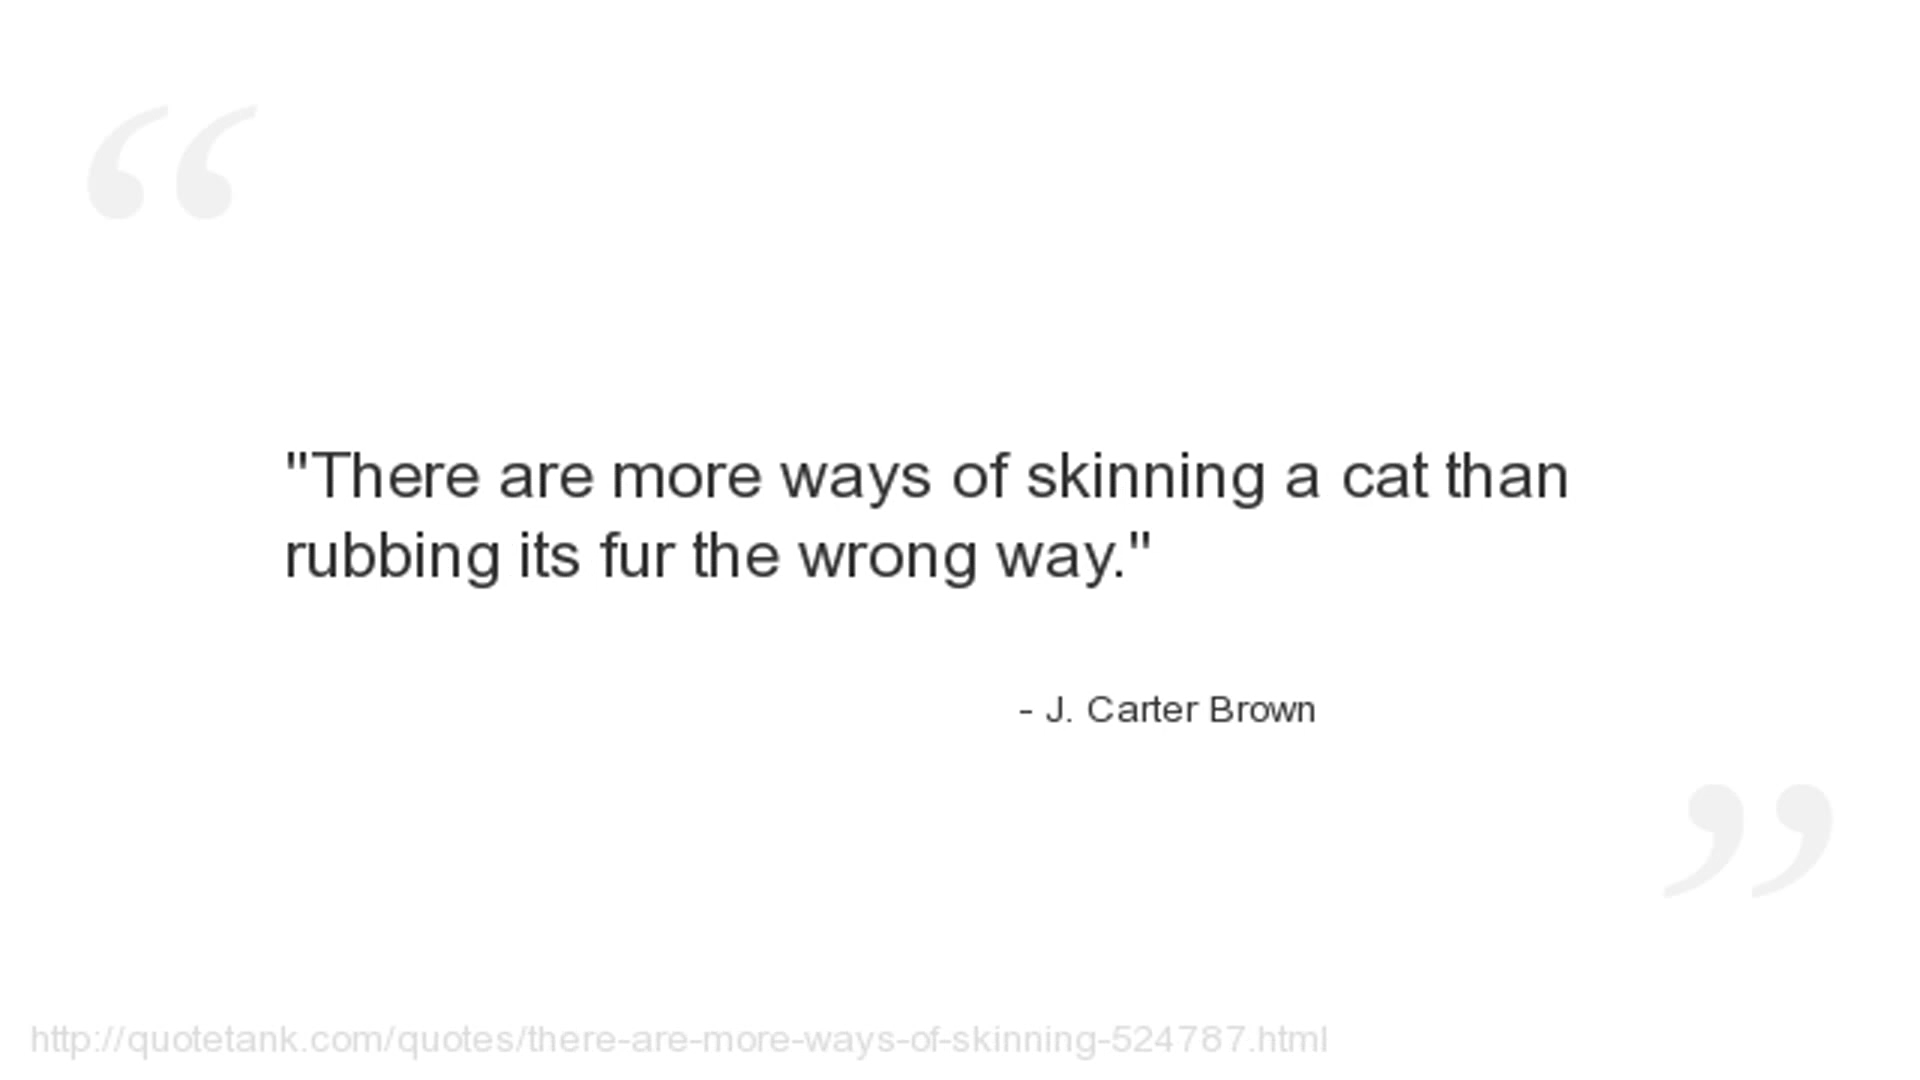 "There are more ways of skinning a cat than
rubbing its fur the wrong way."
- J. Carter Brown
http://quotetank.com/quotes/there-are-more-ways-of-skinning-524787.html